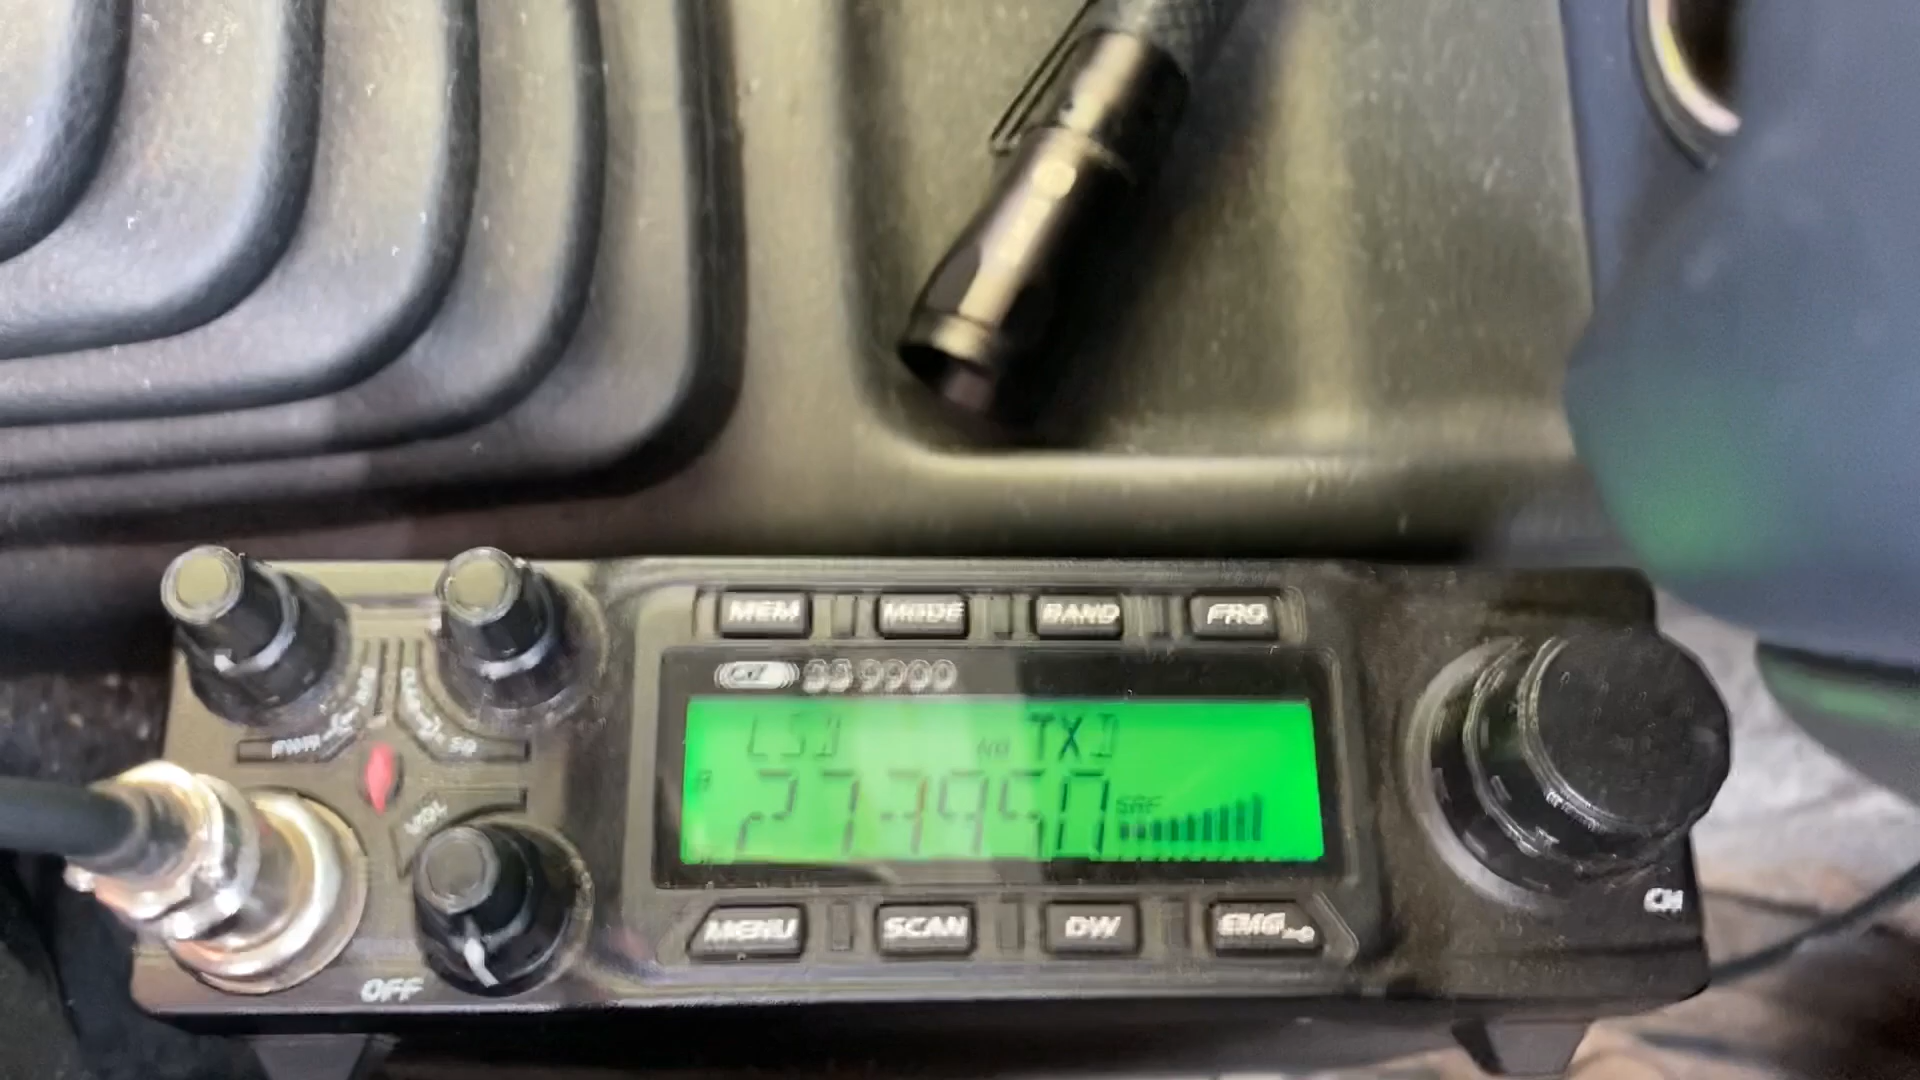 MEM MODE BAND FRQ
SS 9900
PWR
SQ
LSB TX
27.3950
SRF
VOL
MENU SCAN DW EMG
CH
OFF